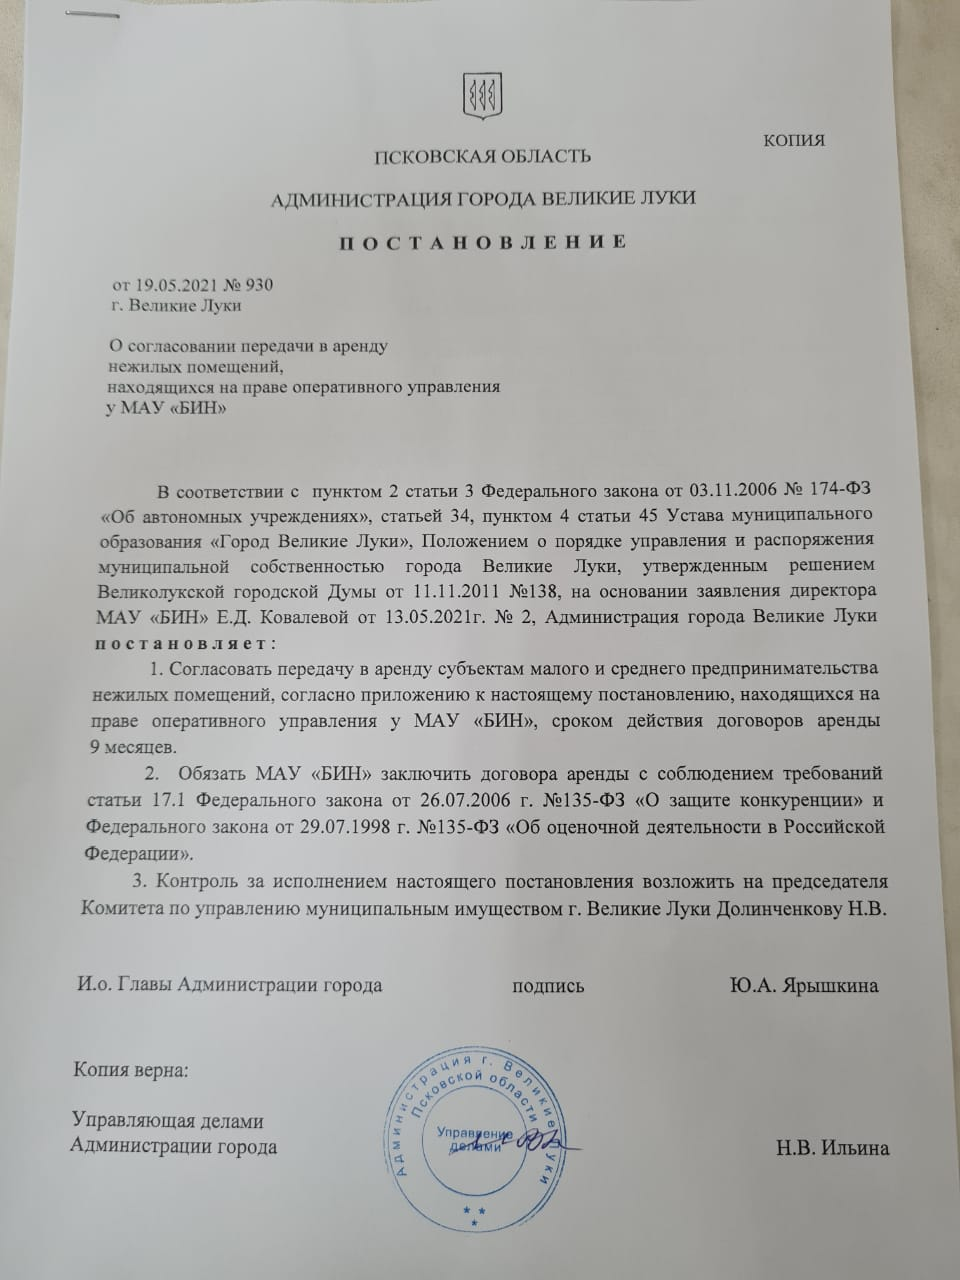 КОПИЯ
ПСКОВСКАЯ ОБЛАСТЬ
АДМИНИСТРАЦИЯ ГОРОДА ВЕЛИКИЕ ЛУКИ
ПОСТАНОВЛЕНИЕ
от 19.05.2021 № 930
г. Великие Луки
О согласовании передачи в аренду
нежилых помещений,
находящихся на праве оперативного управления
у МАУ «БИН»
В соответствии с пунктом 2 статьи 3 Федерального закона от 03.11.2006 № 174-ФЗ
«Об автономных учреждениях», статьей 34, пунктом 4 статьи 45 Устава муниципального
образования «Город Великие Луки», Положением о порядке управления и распоряжения
муниципальной собственностью города Великие Луки, утвержденным решением
Великолукской городской Думы от 11.11.2011 №138, на основании заявления директора
МАУ «БИН» Е.Д. Ковалевой от 13.05.2021г. № 2, Администрация города Великие Луки
постановляет:
1. Согласовать передачу в аренду субъектам малого и среднего предпринимательства
нежилых помещений, согласно приложению к настоящему постановлению, находящихся на
праве оперативного управления у МАУ «БИН», сроком действия договоров аренды
9 месяцев.
2. Обязать МАУ «БИН» заключить договора аренды с соблюдением требований
статьи 17.1 Федерального закона от 26.07.2006 г. №135-ФЗ «О защите конкуренции» и
Федерального закона от 29.07.1998 г. №135-ФЗ «Об оценочной деятельности в Российской
Федерации».
3. Контроль за исполнением настоящего постановления возложить на председателя
Комитета по управлению муниципальным имуществом г. Великие Луки Долинченкову Н.В.
И.о. Главы Администрации города подпись Ю.А. Ярышкина
Копия верна:
Управляющая делами
Администрации города Н.В. Ильина
Администрация г. Великие Луки
Псковской области
Управление
делами